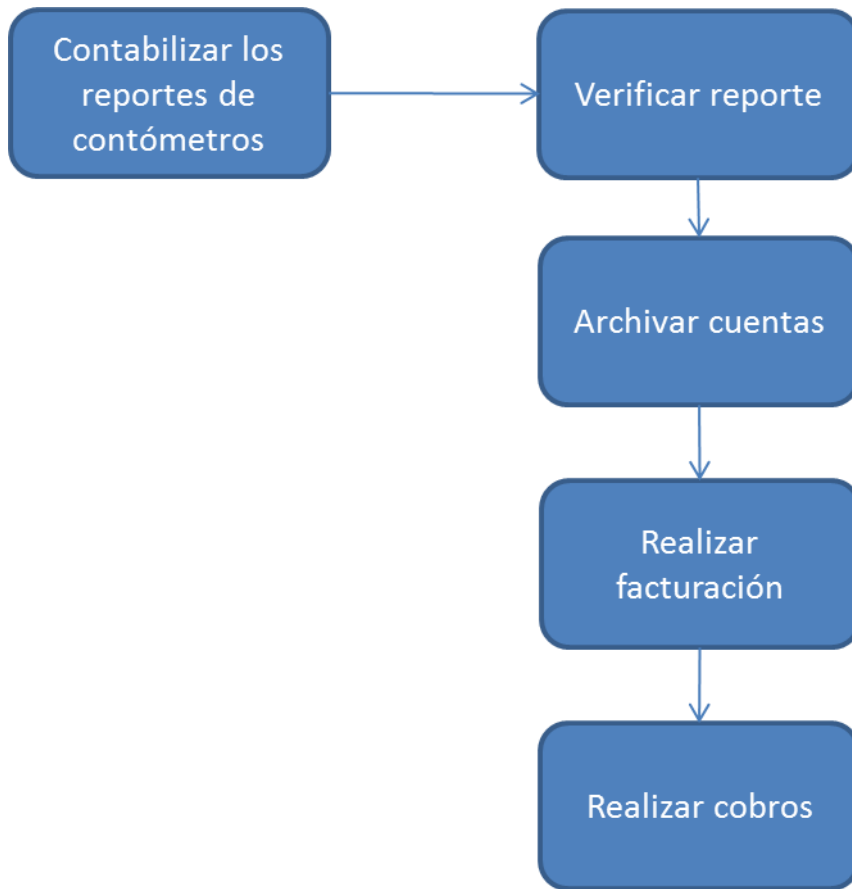 Contabilizar los
reportes de
contómetros
Verificar reporte
Archivar cuentas
Realizar
facturación
Realizar cobros